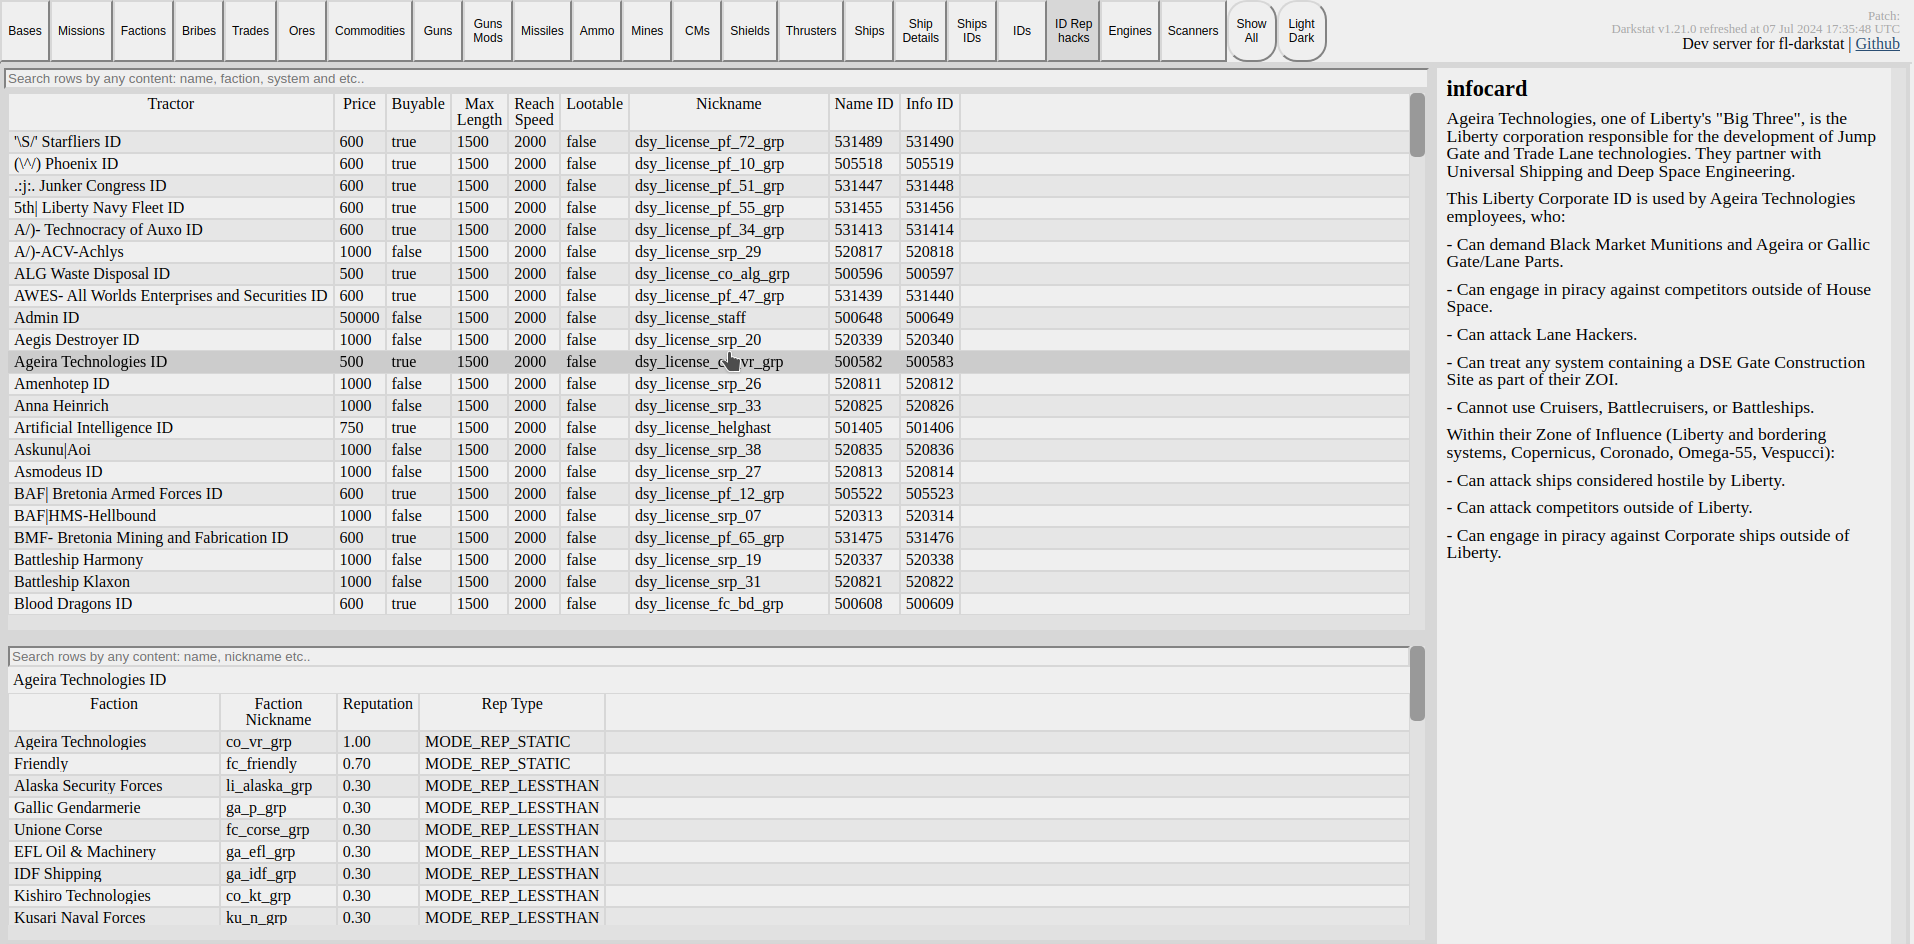 Bases Missions Factions Bribes Trades Ores Commodities Guns Guns Mods Missiles Ammo Mines CMs Shields Thrusters Ships Ship Details Ships IDs IDs ID Rep hacks Engines Scanners Show All Light Dark
Patch:
Darkstat v1.21.0 refreshed at 07 Jul 2024 17:35:48 UTC
Dev server for fl-darkstat | Github
Search rows by any content: name, faction, system and etc..
Tractor Price Buyable Max Length Reach Speed Lootable Nickname Name ID Info ID
'\S/' Starfliers ID 600 true 1500 2000 false dsy_license_pf_72_grp 531489 531490
(\^/) Phoenix ID 600 true 1500 2000 false dsy_license_pf_10_grp 505518 505519
.:j:. Junker Congress ID 600 true 1500 2000 false dsy_license_pf_51_grp 531447 531448
5th| Liberty Navy Fleet ID 600 true 1500 2000 false dsy_license_pf_55_grp 531455 531456
A/)- Technocracy of Auxo ID 600 true 1500 2000 false dsy_license_pf_34_grp 531413 531414
A/)-ACV-Achlys 1000 false 1500 2000 false dsy_license_srp_29 520817 520818
ALG Waste Disposal ID 500 true 1500 2000 false dsy_license_co_alg_grp 500596 500597
AWES- All Worlds Enterprises and Securities ID 600 true 1500 2000 false dsy_license_pf_47_grp 531439 531440
Admin ID 50000 false 1500 2000 false dsy_license_staff 500648 500649
Aegis Destroyer ID 1000 false 1500 2000 false dsy_license_srp_20 520339 520340
Ageira Technologies ID 500 true 1500 2000 false dsy_license_c vr_grp 500582 500583
Amenhotep ID 1000 false 1500 2000 false dsy_license_srp_26 520811 520812
Anna Heinrich 1000 false 1500 2000 false dsy_license_srp_33 520825 520826
Artificial Intelligence ID 750 true 1500 2000 false dsy_license_helghast 501405 501406
Askunu|Aoi 1000 false 1500 2000 false dsy_license_srp_38 520835 520836
Asmodeus ID 1000 false 1500 2000 false dsy_license_srp_27 520813 520814
BAF| Bretonia Armed Forces ID 600 true 1500 2000 false dsy_license_pf_12_grp 505522 505523
BAF|HMS-Hellbound 1000 false 1500 2000 false dsy_license_srp_07 520313 520314
BMF- Bretonia Mining and Fabrication ID 600 true 1500 2000 false dsy_license_pf_65_grp 531475 531476
Battleship Harmony 1000 false 1500 2000 false dsy_license_srp_19 520337 520338
Battleship Klaxon 1000 false 1500 2000 false dsy_license_srp_31 520821 520822
Blood Dragons ID 600 true 1500 2000 false dsy_license_fc_bd_grp 500608 500609
Search rows by any content: name, nickname etc..
Ageira Technologies ID
Faction Faction Nickname Reputation Rep Type
Ageira Technologies co_vr_grp 1.00 MODE_REP_STATIC
Friendly fc_friendly 0.70 MODE_REP_STATIC
Alaska Security Forces li_alaska_grp 0.30 MODE_REP_LESSTHAN
Gallic Gendarmerie ga_p_grp 0.30 MODE_REP_LESSTHAN
Unione Corse fc_corse_grp 0.30 MODE_REP_LESSTHAN
EFL Oil & Machinery ga_efl_grp 0.30 MODE_REP_LESSTHAN
IDF Shipping ga_idf_grp 0.30 MODE_REP_LESSTHAN
Kishiro Technologies co_kt_grp 0.30 MODE_REP_LESSTHAN
Kusari Naval Forces ku_n_grp 0.30 MODE_REP_LESSTHAN
infocard
Ageira Technologies, one of Liberty's "Big Three", is the
Liberty corporation responsible for the development of Jump
Gate and Trade Lane technologies. They partner with
Universal Shipping and Deep Space Engineering.
This Liberty Corporate ID is used by Ageira Technologies
employees, who:
- Can demand Black Market Munitions and Ageira or Gallic
Gate/Lane Parts.
- Can engage in piracy against competitors outside of House
Space.
- Can attack Lane Hackers.
- Can treat any system containing a DSE Gate Construction
Site as part of their ZOI.
- Cannot use Cruisers, Battlecruisers, or Battleships.
Within their Zone of Influence (Liberty and bordering
systems, Copernicus, Coronado, Omega-55, Vespucci):
- Can attack ships considered hostile by Liberty.
- Can attack competitors outside of Liberty.
- Can engage in piracy against Corporate ships outside of
Liberty.